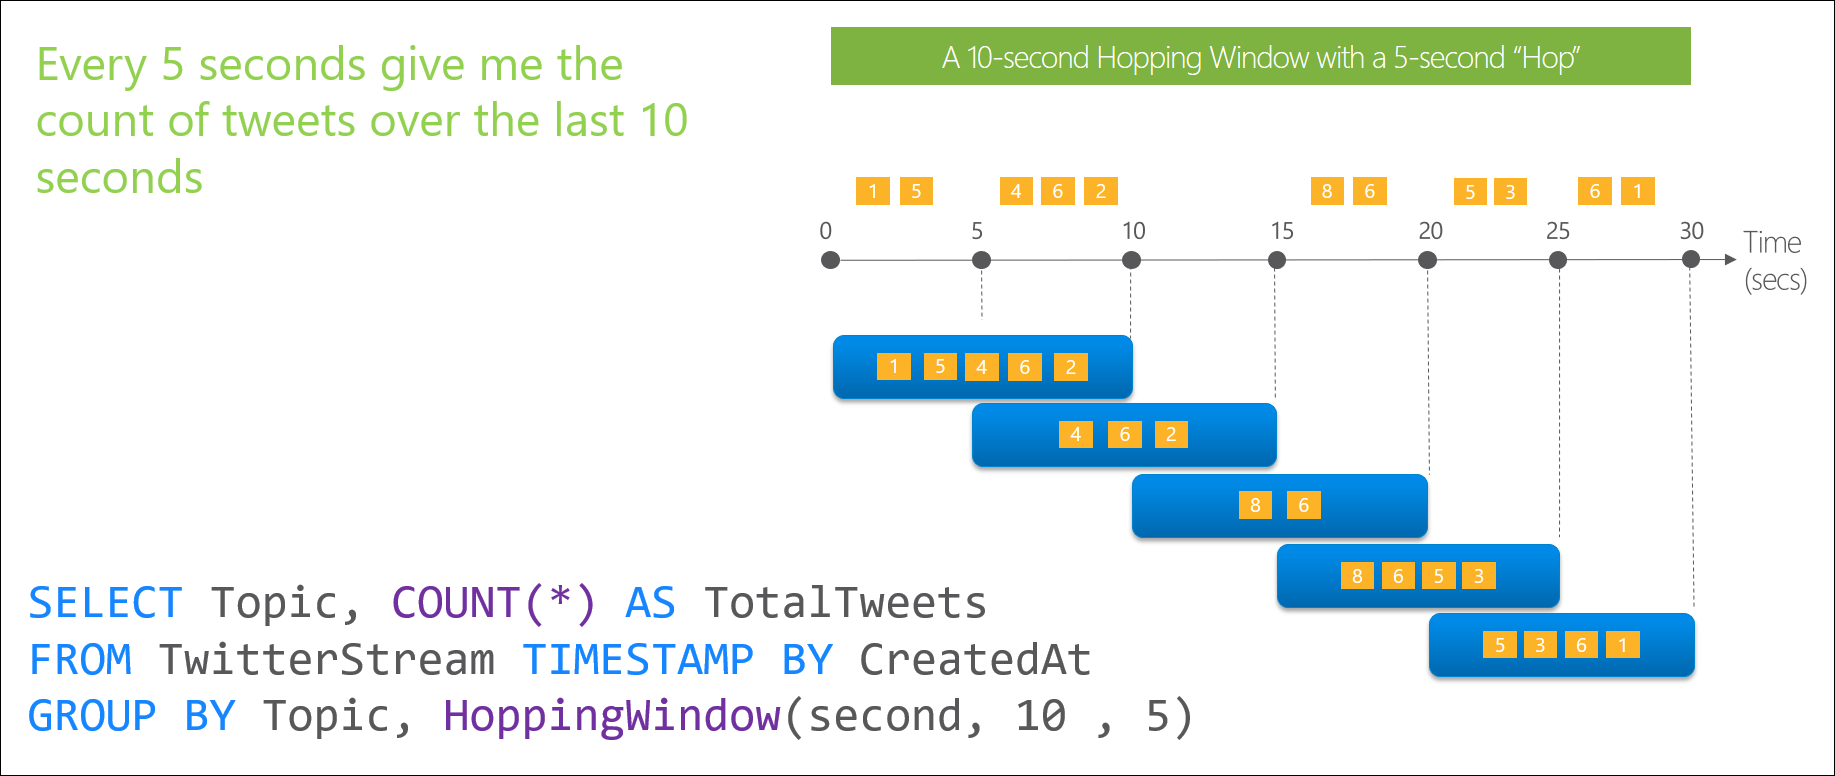 Every 5 seconds give me the
count of tweets over the last 10
seconds
A 10-second Hopping Window with a 5-second “Hop”
1 5 4 6 2 8 6 5 3 6 1
0 5 10 15 20 25 30
Time
(secs)
1 5 4 6 2
4 6 2
8 6
8 6 5 3
5 3 6 1
SELECT Topic, COUNT(*) AS TotalTweets
FROM TwitterStream TIMESTAMP BY CreatedAt
GROUP BY Topic, HoppingWindow(second, 10 , 5)